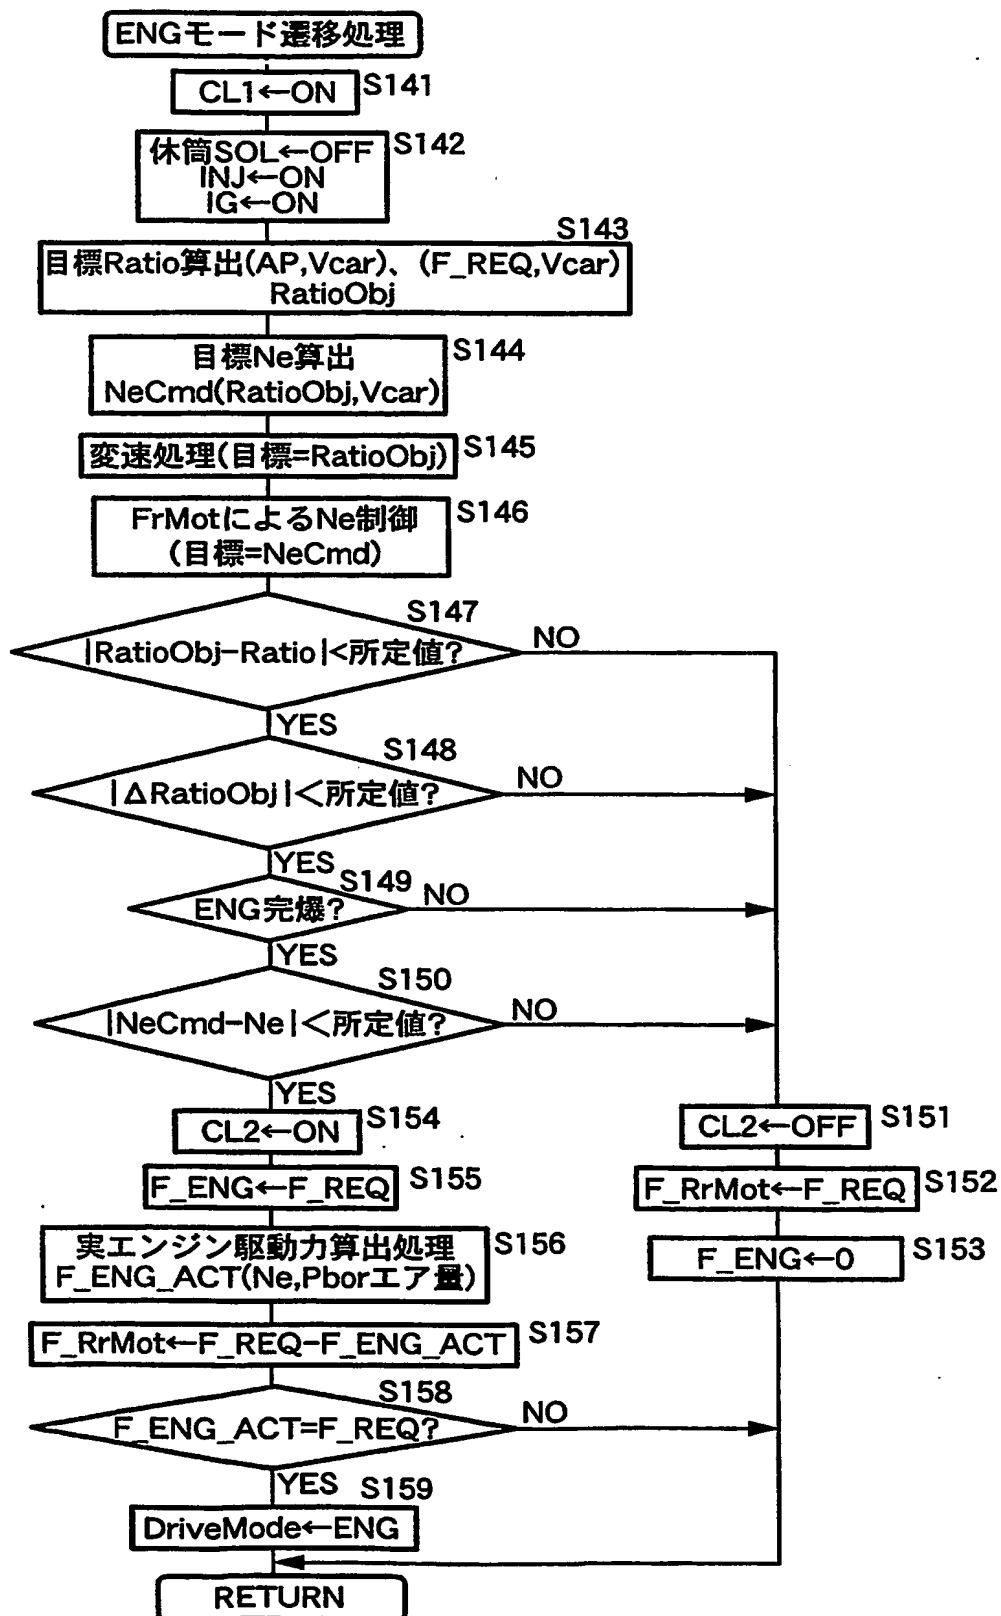 ENGモード遷移処理
CL1←ON
S141
休筒SOL←OFF
INJ←ON
IG←ON
S142
S143
目標Ratio算出(AP,Vcar)、(F_REQ,Vcar)
RatioObj
目標Ne算出
NeCmd(RatioObj,Vcar)
S144
変速処理(目標=RatioObj)
S145
FrMotによるNe制御
(目標=NeCmd)
S146
S147
|RatioObj-Ratio|<所定値?
NO
YES
S148
|ΔRatioObj|<所定値?
NO
YES
S149
ENG完爆?
NO
YES
S150
|NeCmd-Ne|<所定値?
NO
YES
CL2←ON
S154
CL2←OFF
S151
F_ENG←F_REQ
S155
F_RrMot←F_REQ
S152
実エンジン駆動力算出処理
F_ENG_ACT(Ne,Pborエア量)
S156
F_ENG←0
S153
F_RrMot←F_REQ-F_ENG_ACT
S157
S158
F_ENG_ACT=F_REQ?
NO
YES
S159
DriveMode←ENG
RETURN